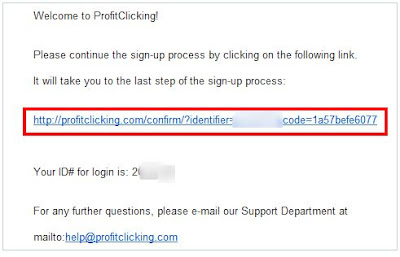 Welcome to ProfitClicking!
Please continue the sign-up process by clicking on the following link.
It will take you to the last step of the sign-up process:
http://profitclicking.com/confirm/?identifier= code=1a57befe6077
Your ID# for login is: 2
For any further questions, please e-mail our Support Department at
mailto:help@profitclicking.com